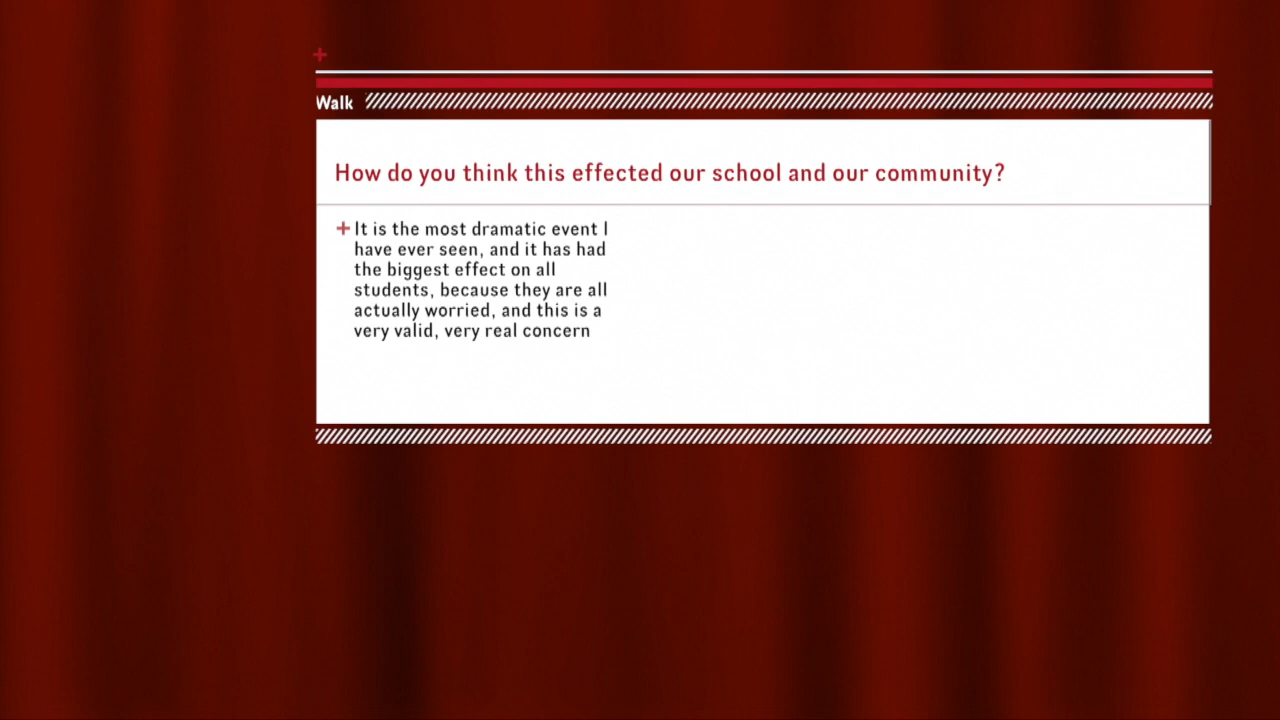 Walk
How do you think this effected our school and our community?
It is the most dramatic event I
have ever seen, and it has had
the biggest effect on all
students, because they are all
actually worried, and this is a
very valid, very real concern